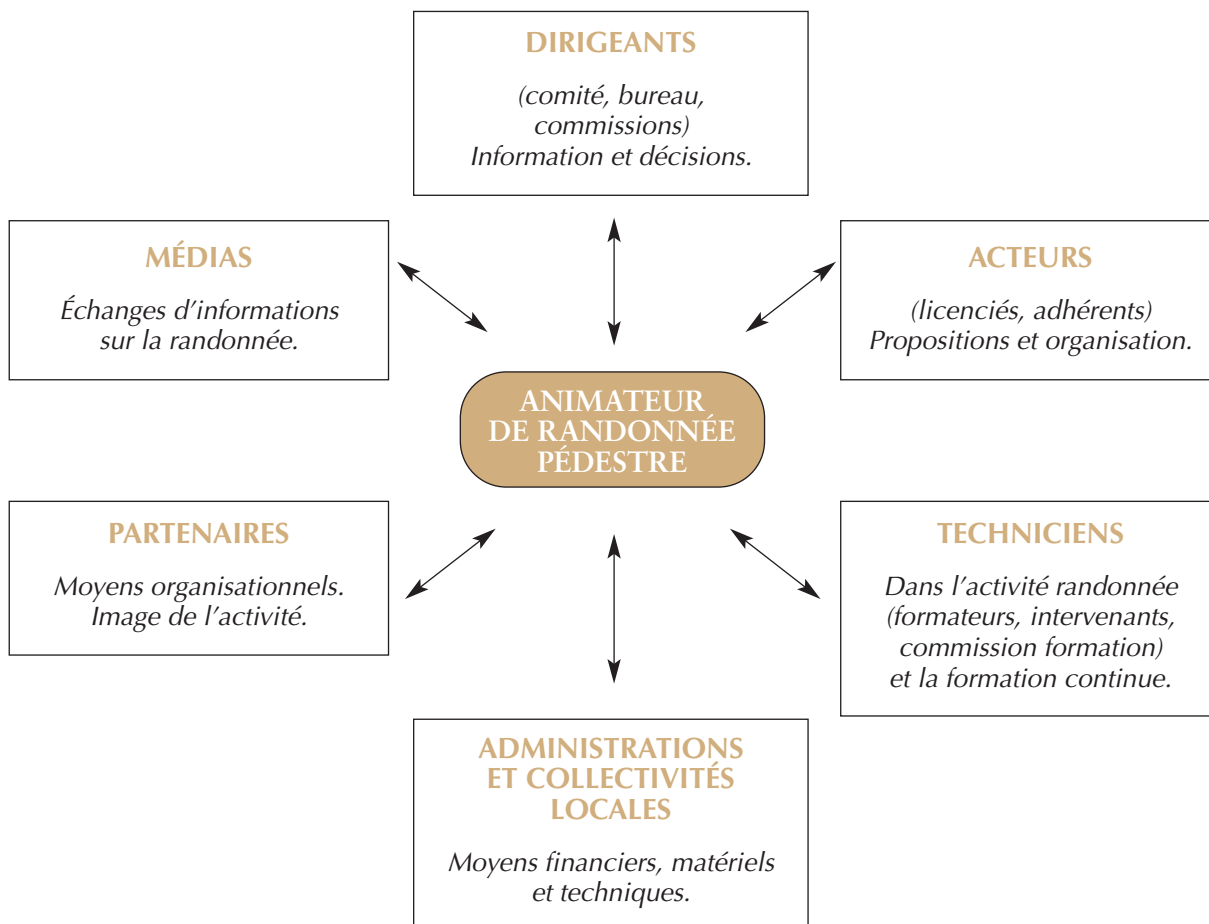 DIRIGEANTS
(comité, bureau,
commissions)
Information et décisions.
MÉDIAS
Échanges d’informations
sur la randonnée.
ACTEURS
(licenciés, adhérents)
Propositions et organisation.
ANIMATEUR
DE RANDONNÉE
PÉDESTRE
PARTENAIRES
Moyens organisationnels.
Image de l’activité.
TECHNICIENS
Dans l’activité randonnée
(formateurs, intervenants,
commission formation)
et la formation continue.
ADMINISTRATIONS
ET COLLECTIVITÉS
LOCALES
Moyens financiers, matériels
et techniques.